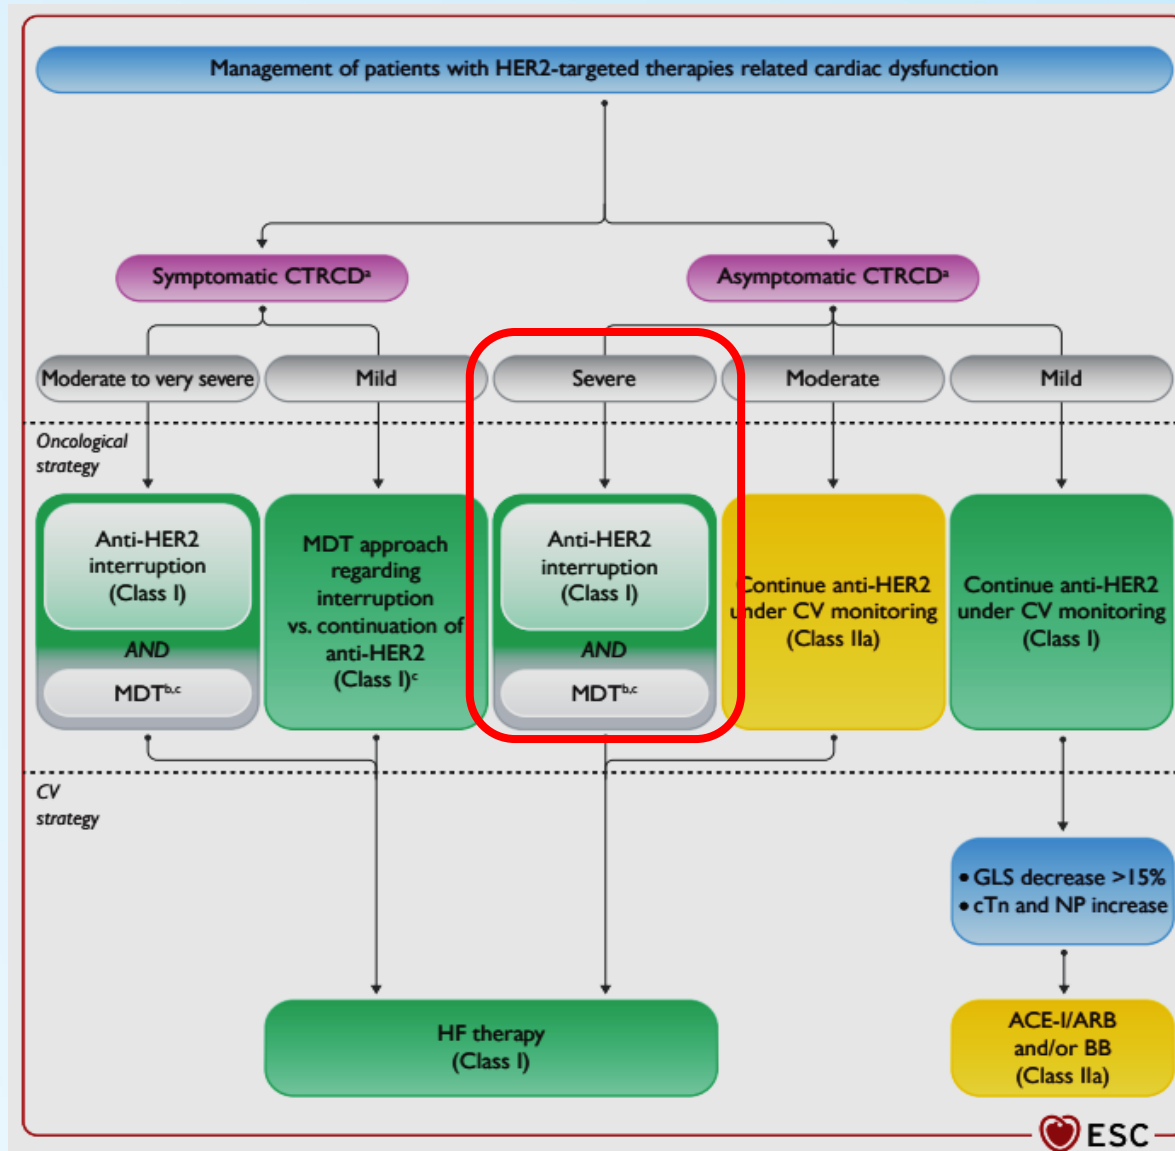 Management of patients with HER2-targeted therapies related cardiac dysfunction
Symptomatic CTRCDᵃ
Asymptomatic CTRCDᵃ
Moderate to very severe
Mild
Severe
Moderate
Mild
Oncological
strategy
Anti-HER2
interruption
(Class I)
AND
MDTᵇ,ᶜ
MDT approach
regarding
interruption
vs. continuation of
anti-HER2
(Class I)ᶜ
Anti-HER2
interruption
(Class I)
AND
MDTᵇ,ᶜ
Continue anti-HER2
under CV monitoring
(Class IIa)
Continue anti-HER2
under CV monitoring
(Class I)
CV
strategy
• GLS decrease >15%
• cTn and NP increase
HF therapy
(Class I)
ACE-I/ARB
and/or BB
(Class IIa)
ESC